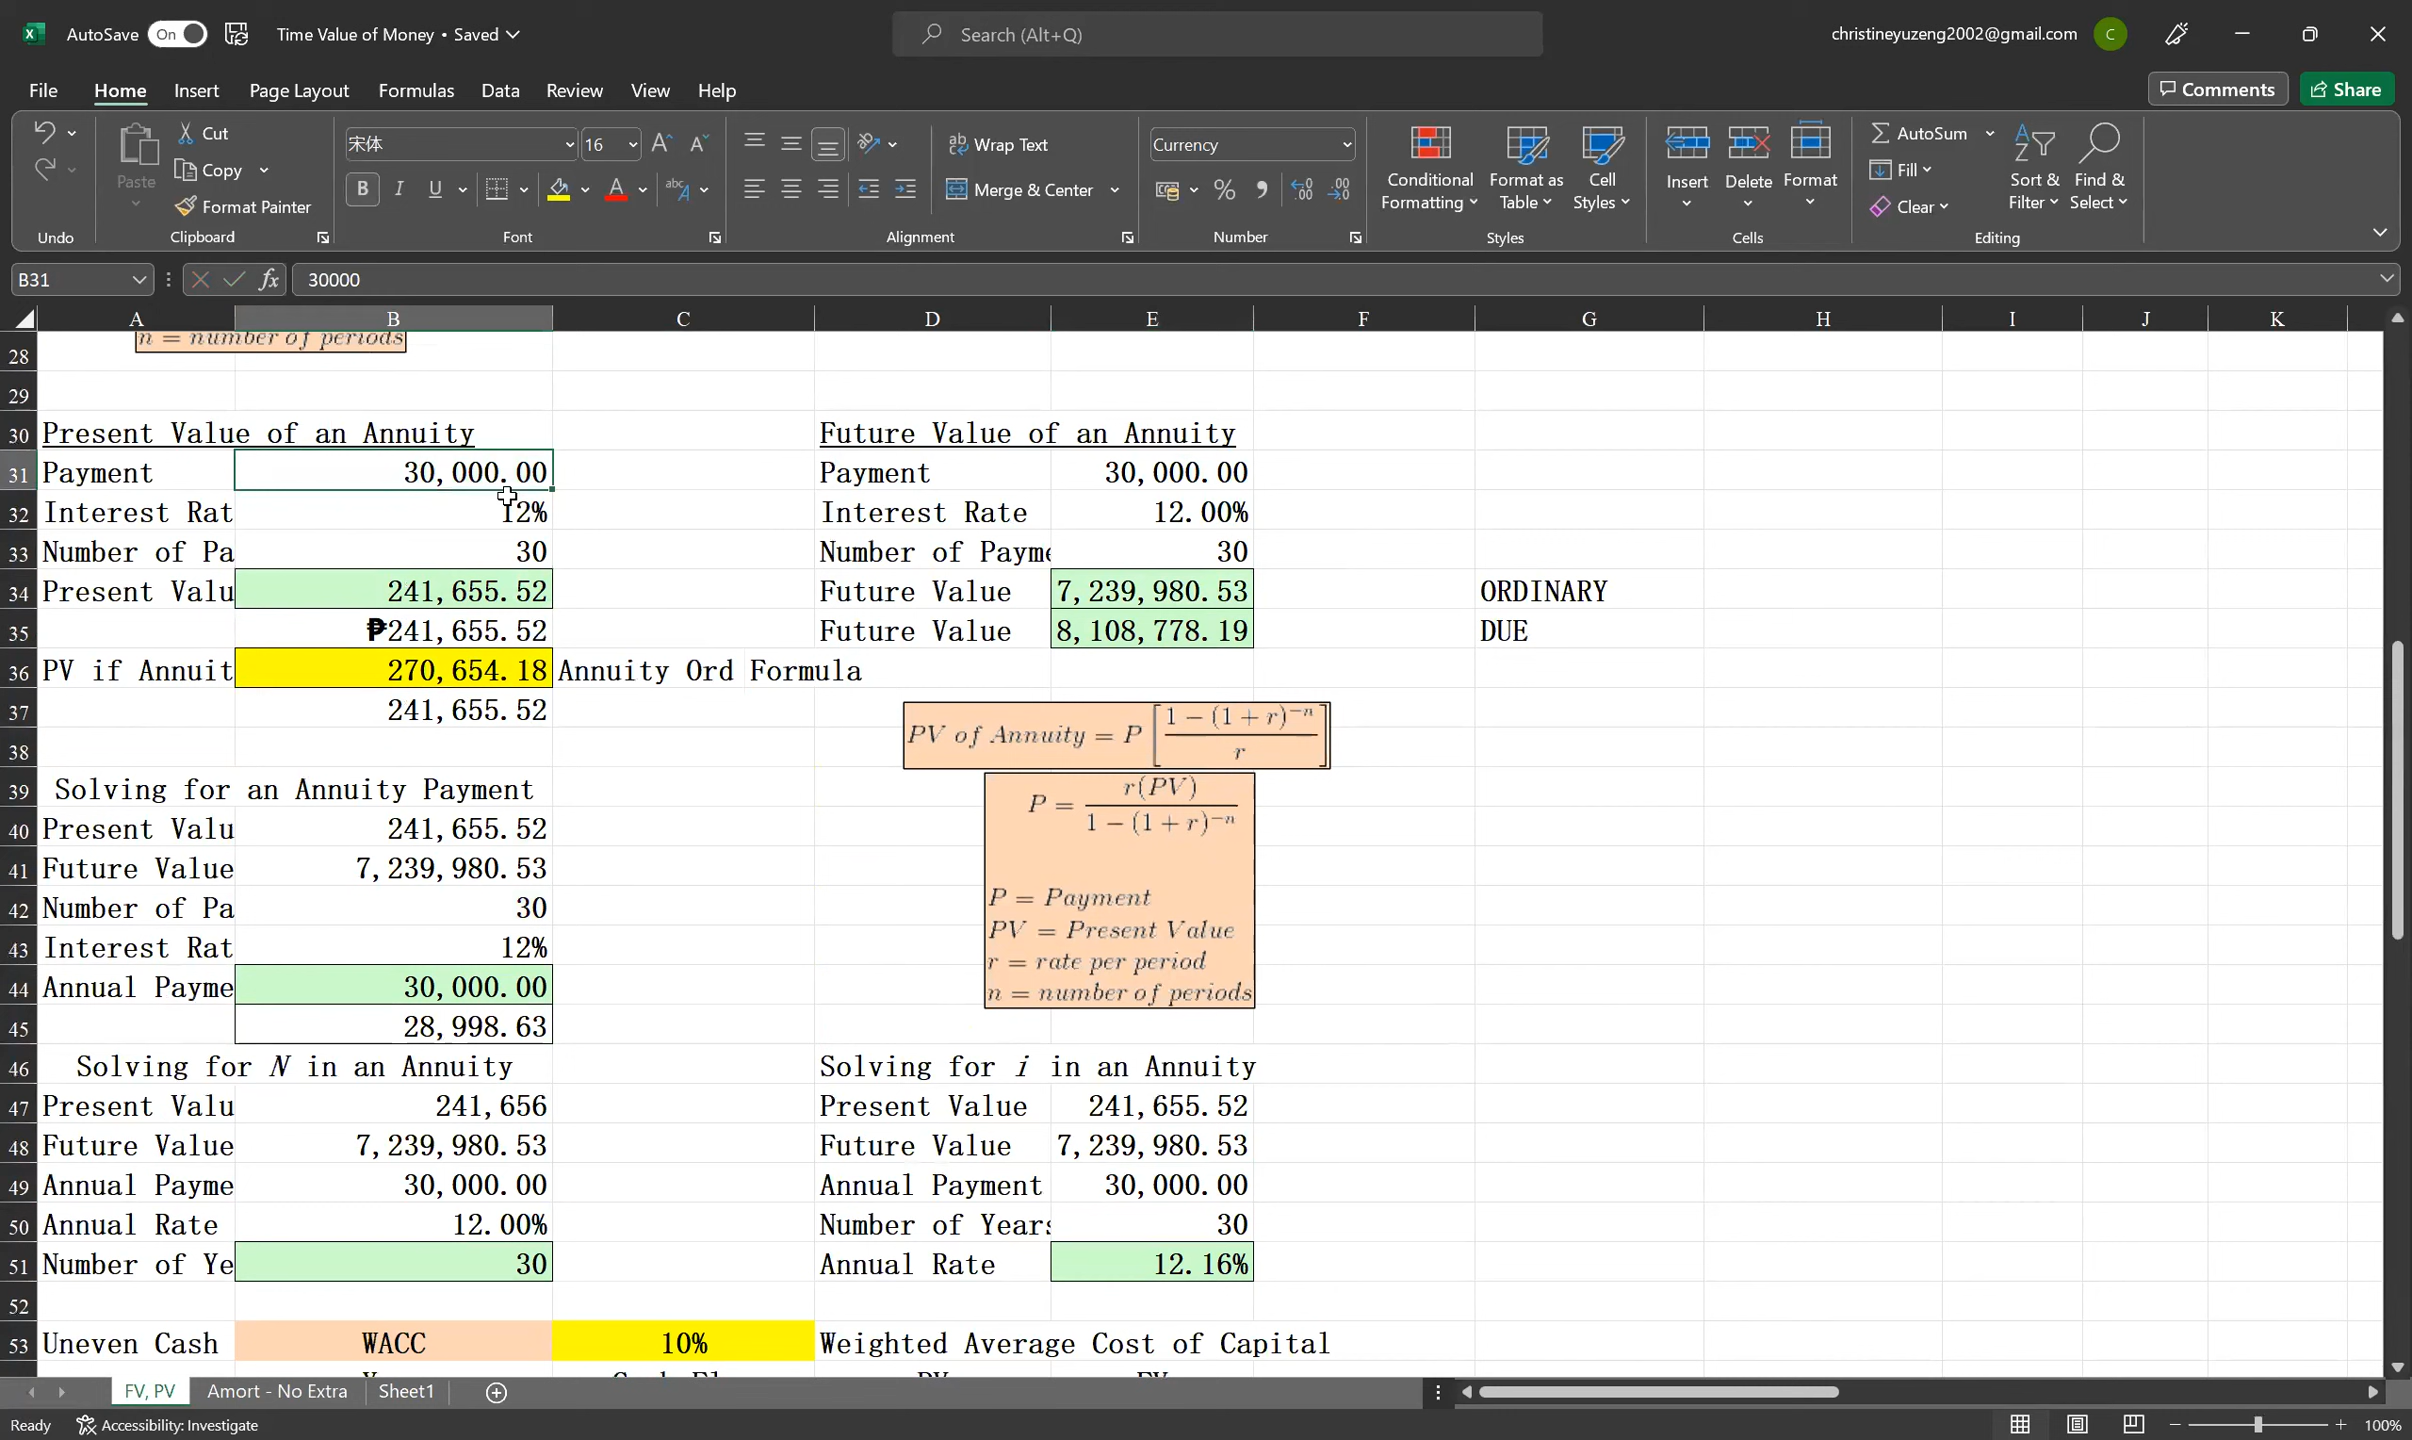 AutoSave On Time Value of Money • Saved Search (Alt+Q) christineyuzeng2002@gmail.com C
File Home Insert Page Layout Formulas Data Review View Help Comments Share
Paste Cut Copy Format Painter
宋体 16 A A
B I U A abc
ab Wrap Text
Merge & Center
Currency
% ,
Conditional Formatting Format as Table Cell Styles Insert Delete Format
AutoSum Fill Clear Sort & Filter Find & Select
Undo Clipboard Font Alignment Number Styles Cells Editing
B31 fx 30000
A B C D E F G H I J K
28 n = number of periods
29
30 Present Value of an Annuity Future Value of an Annuity
31 Payment 30,000.00 Payment 30,000.00
32 Interest Rat 12% Interest Rate 12.00%
33 Number of Pa 30 Number of Payme 30
34 Present Valu 241,655.52 Future Value 7,239,980.53 ORDINARY
35 ₱241,655.52 Future Value 8,108,778.19 DUE
36 PV if Annuit 270,654.18 Annuity Ord Formula
37 241,655.52
PV of Annuity = P [ 1 − (1 + r)⁻ⁿ / r ]
38
39 Solving for an Annuity Payment
P = r(PV) / 1 − (1 + r)⁻ⁿ
40 Present Valu 241,655.52
41 Future Value 7,239,980.53
42 Number of Pa 30
P = Payment
PV = Present Value
43 Interest Rat 12%
r = rate per period
44 Annual Payme 30,000.00
n = number of periods
45 28,998.63
46 Solving for N in an Annuity Solving for i in an Annuity
47 Present Valu 241,656 Present Value 241,655.52
48 Future Value 7,239,980.53 Future Value 7,239,980.53
49 Annual Payme 30,000.00 Annual Payment 30,000.00
50 Annual Rate 12.00% Number of Years 30
51 Number of Ye 30 Annual Rate 12.16%
52
53 Uneven Cash WACC 10% Weighted Average Cost of Capital
FV, PV Amort - No Extra Sheet1
Ready Accessibility: Investigate 100%